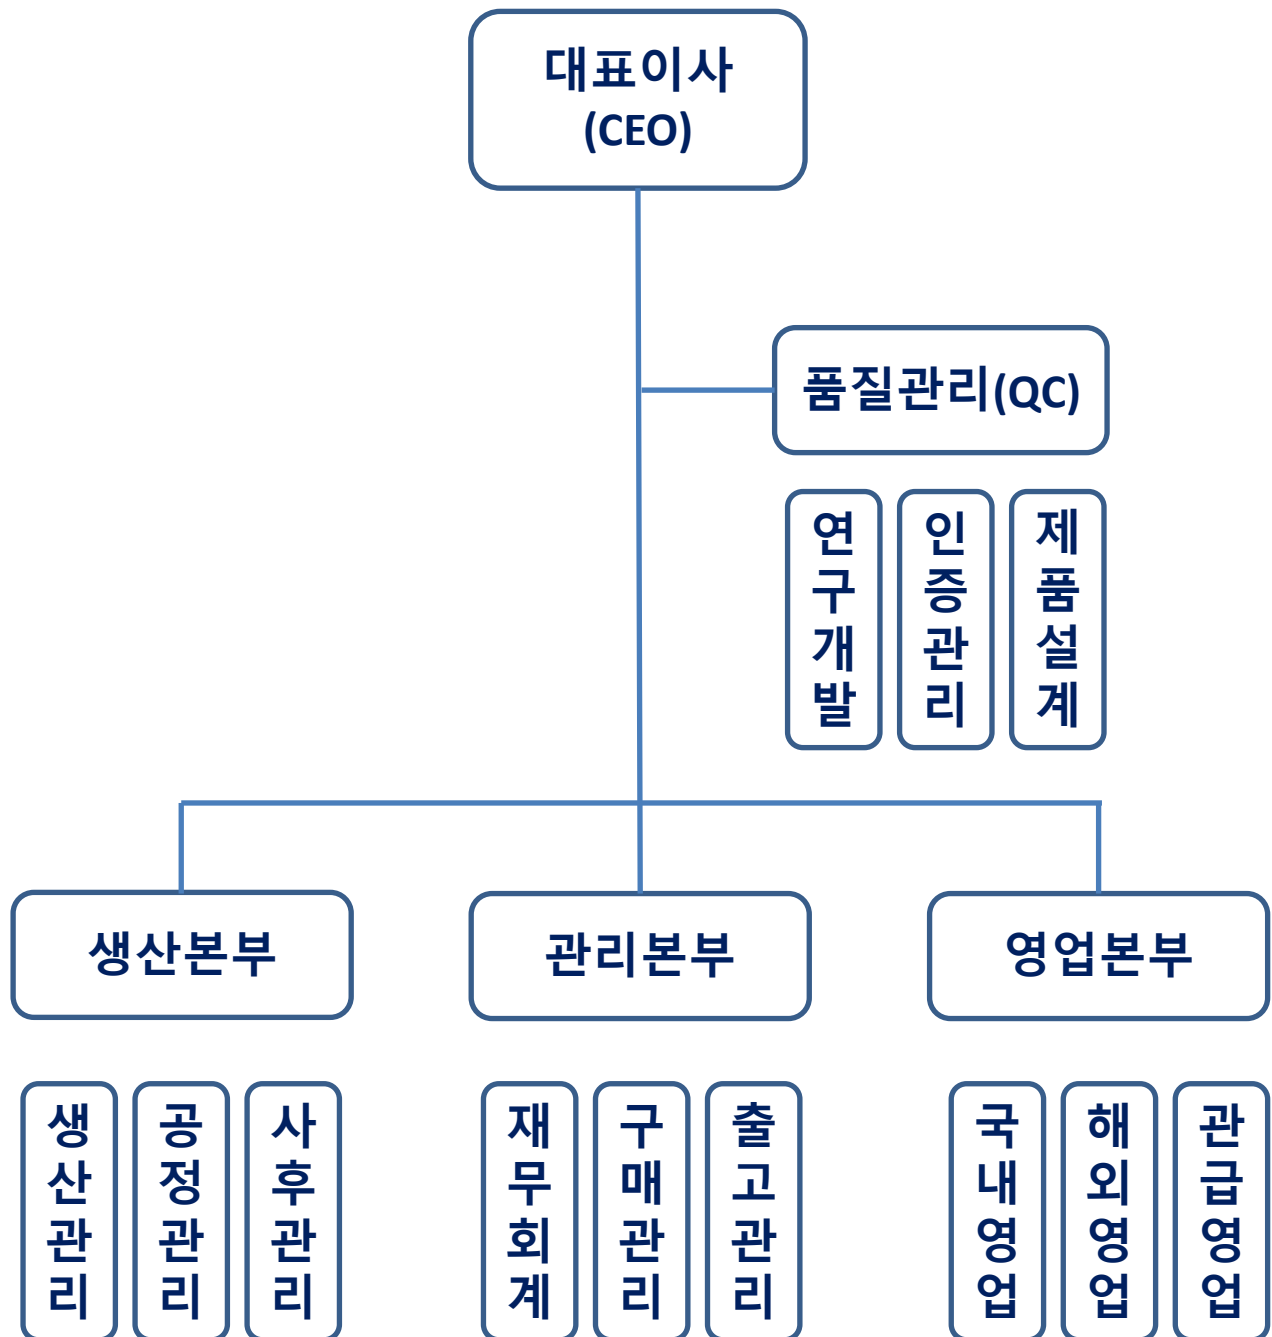 대표이사
(CEO)
품질관리(QC)
연구개발
인증관리
제품설계
생산본부
관리본부
영업본부
생산관리
공정관리
사후관리
재무회계
구매관리
출고관리
국내영업
해외영업
관급영업